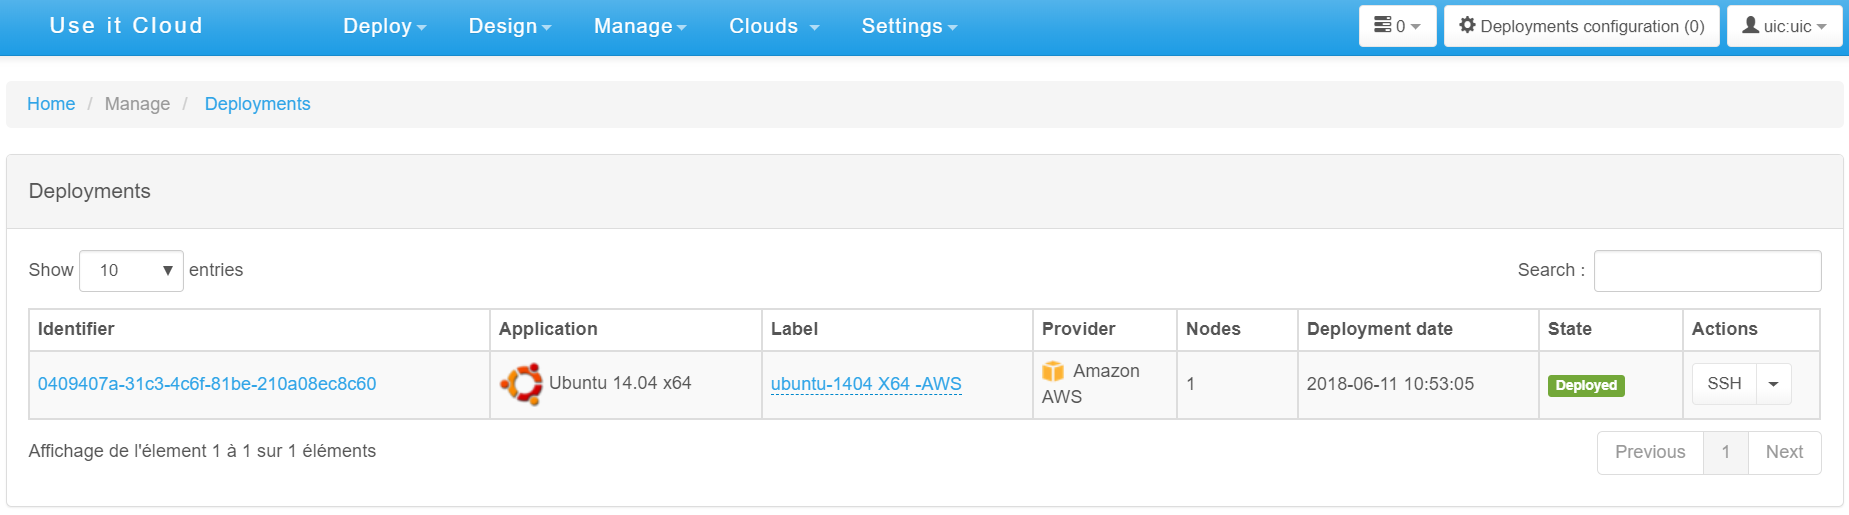 Use it Cloud Deploy Design Manage Clouds Settings 0 Deployments configuration (0) uic:uic
Home / Manage / Deployments
Deployments
Show 10 entries Search :
Identifier Application Label Provider Nodes Deployment date State Actions
0409407a-31c3-4c6f-81be-210a08ec8c60 Ubuntu 14.04 x64 ubuntu-1404 X64 -AWS Amazon AWS 1 2018-06-11 10:53:05 Deployed SSH
Affichage de l'élement 1 à 1 sur 1 éléments Previous 1 Next